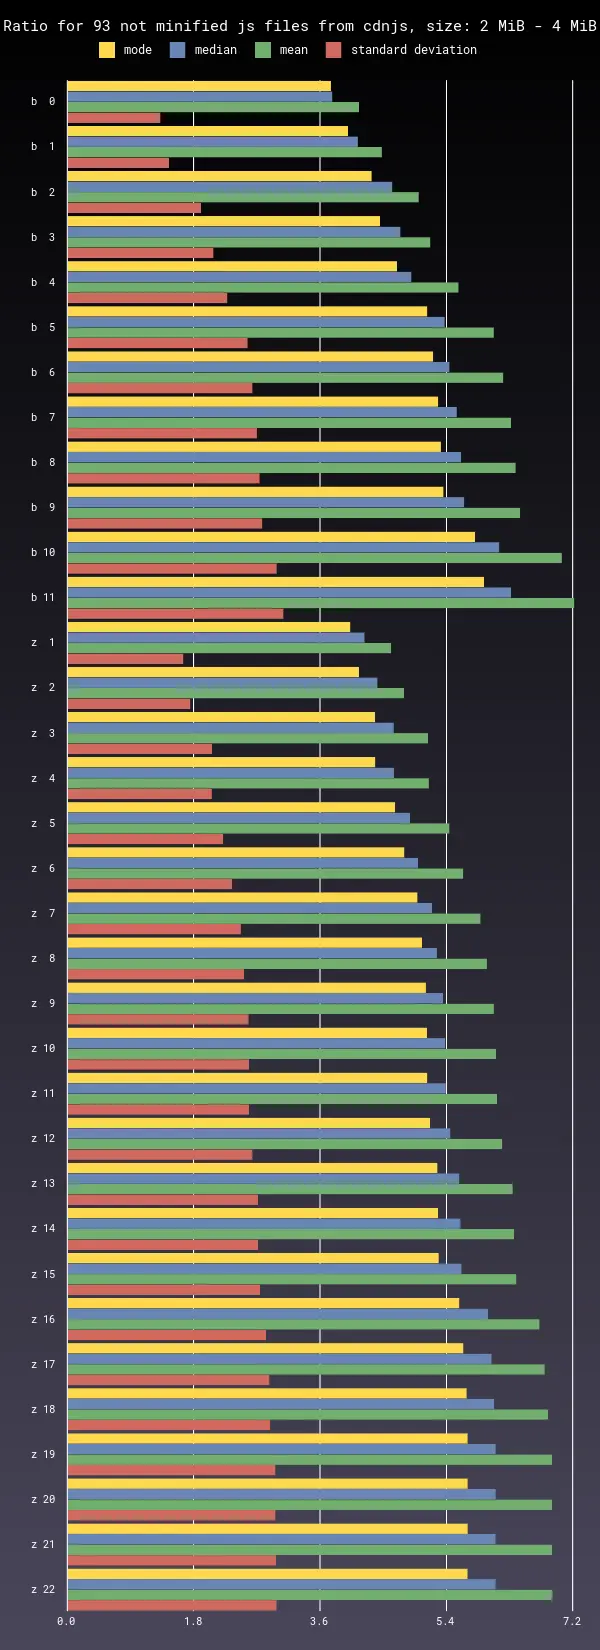 Ratio for 93 not minified js files from cdnjs, size: 2 MiB - 4 MiB
mode median mean standard deviation
b 0
b 1
b 2
b 3
b 4
b 5
b 6
b 7
b 8
b 9
b 10
b 11
z 1
z 2
z 3
z 4
z 5
z 6
z 7
z 8
z 9
z 10
z 11
z 12
z 13
z 14
z 15
z 16
z 17
z 18
z 19
z 20
z 21
z 22
0.0 1.8 3.6 5.4 7.2